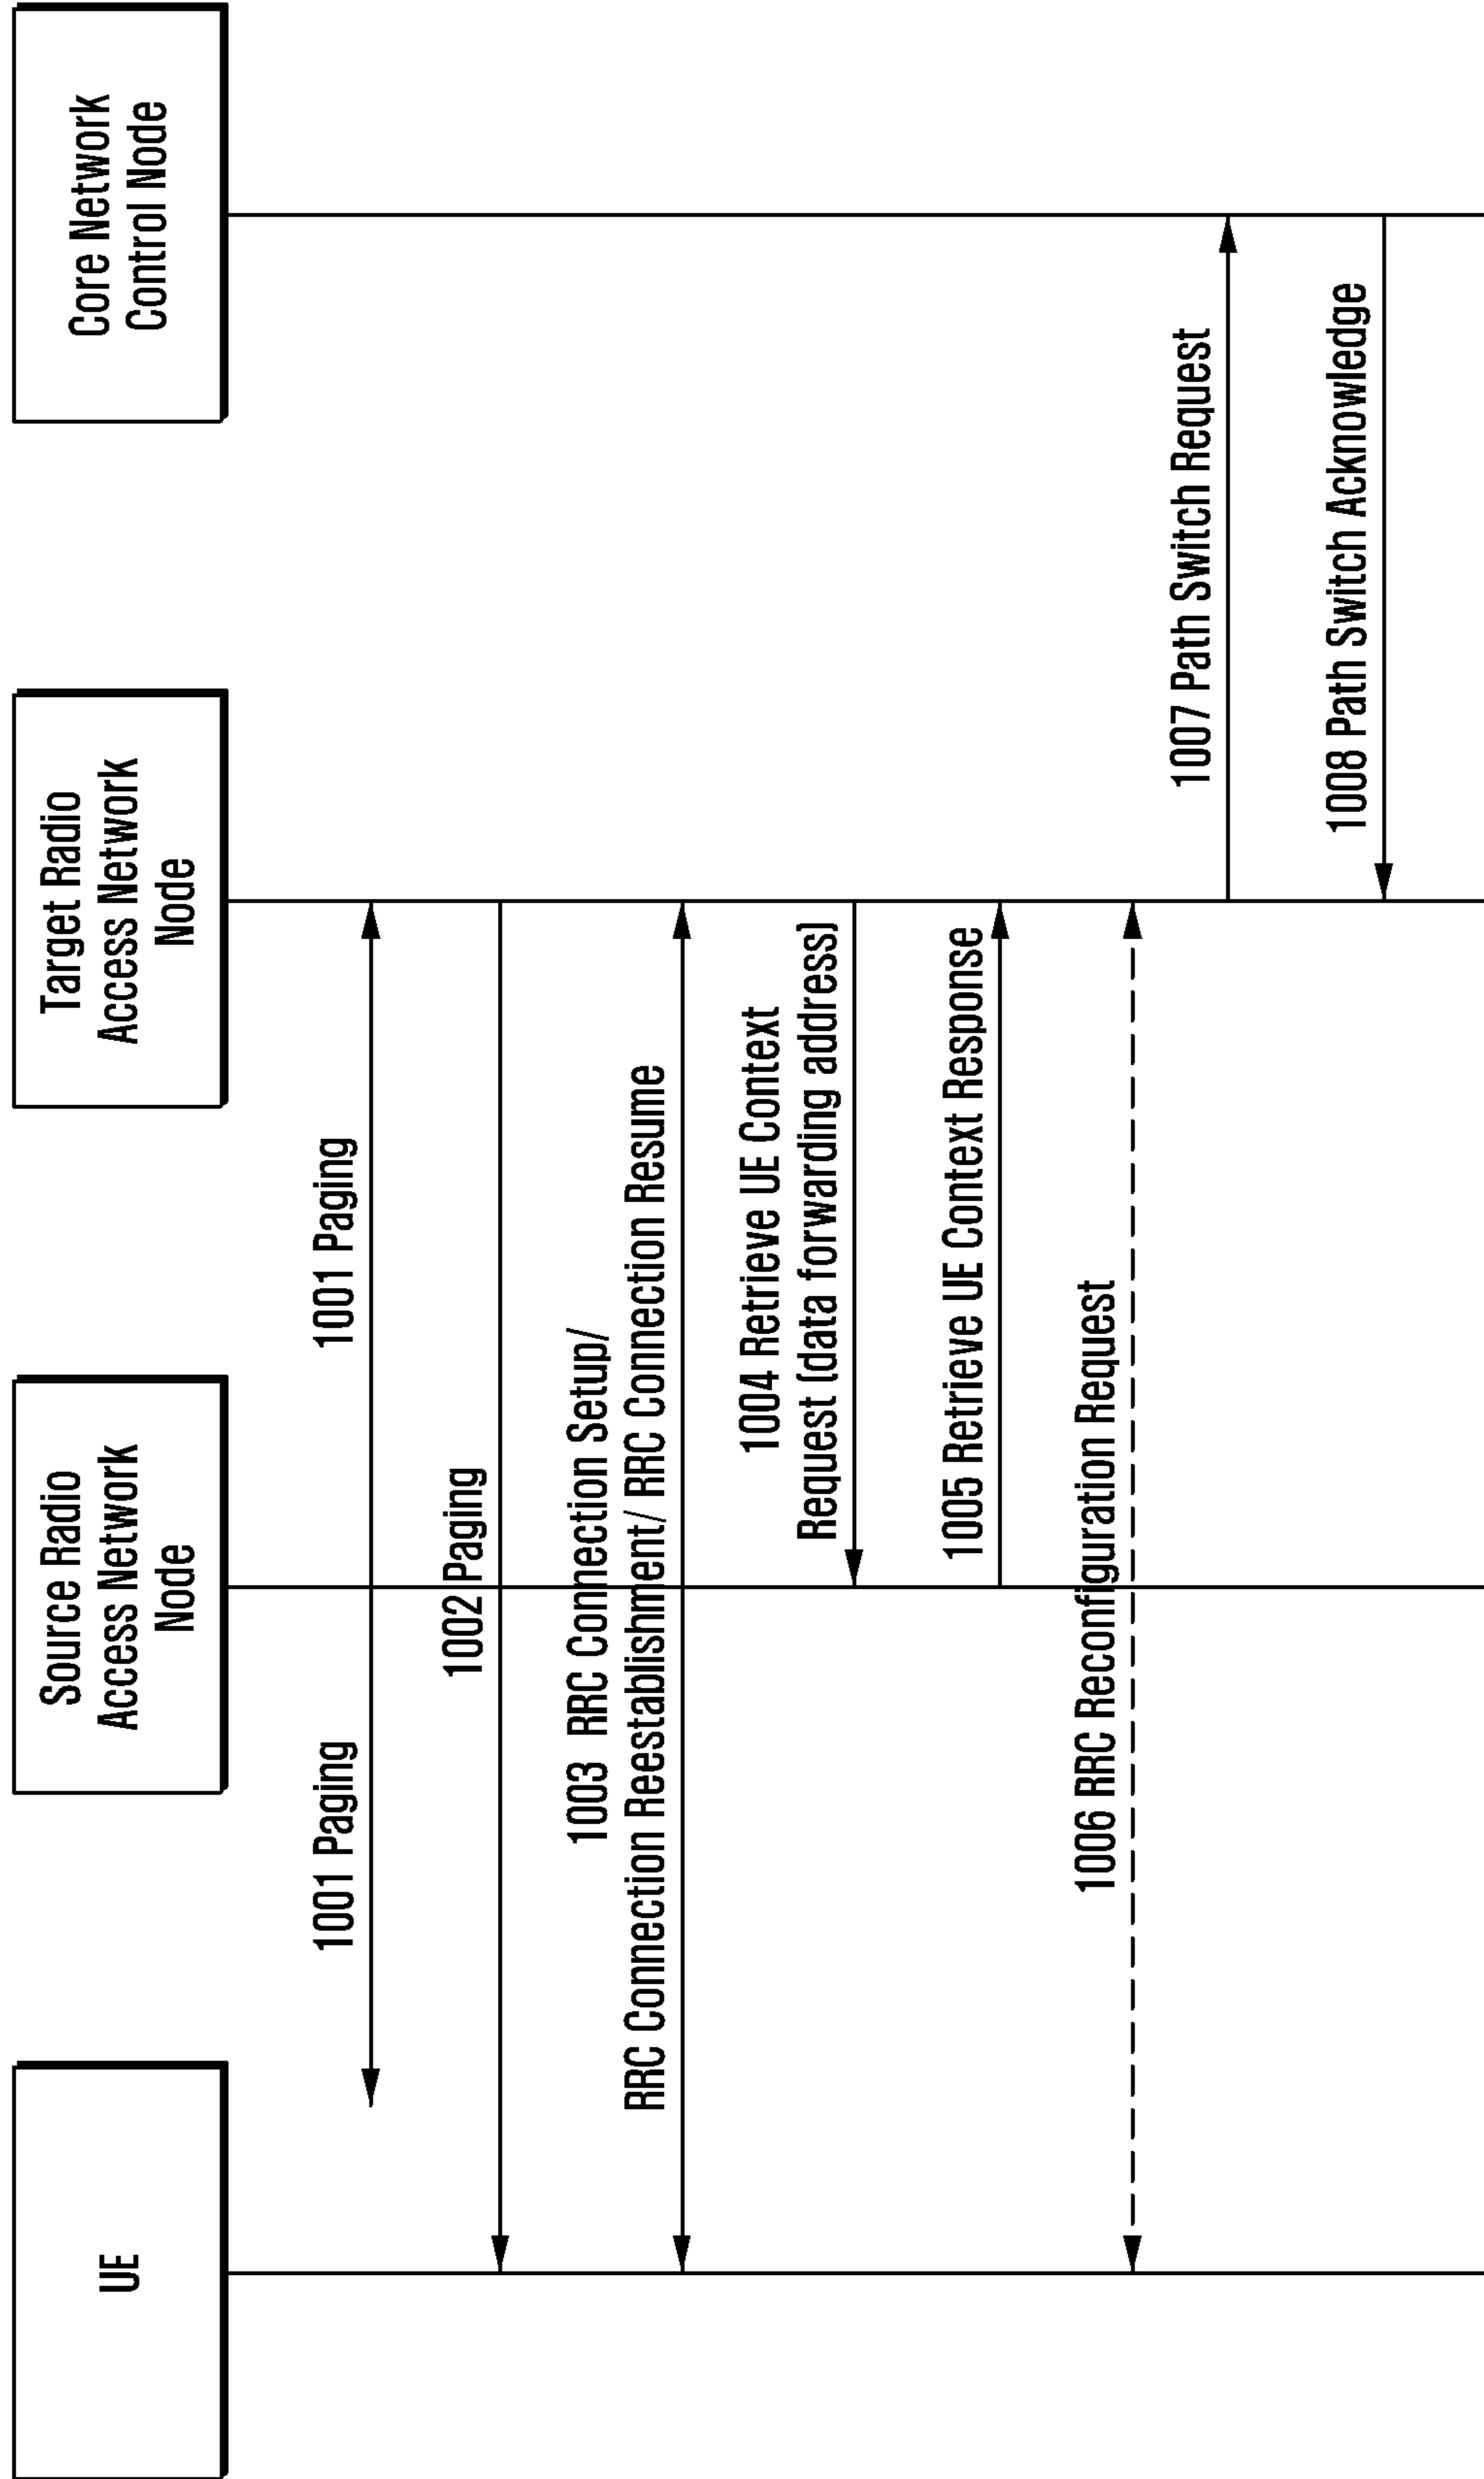 UE
Source Radio
Access Network
Node
Target Radio
Access Network
Node
Core Network
Control Node
1001 Paging
1001 Paging
1002 Paging
1003 RRC Connection Setup/
RRC Connection Reestablishment/ RRC Connection Resume
1004 Retrieve UE Context
Request (data forwarding address)
1005 Retrieve UE Context Response
1006 RRC Reconfiguration Request
1007 Path Switch Request
1008 Path Switch Acknowledge